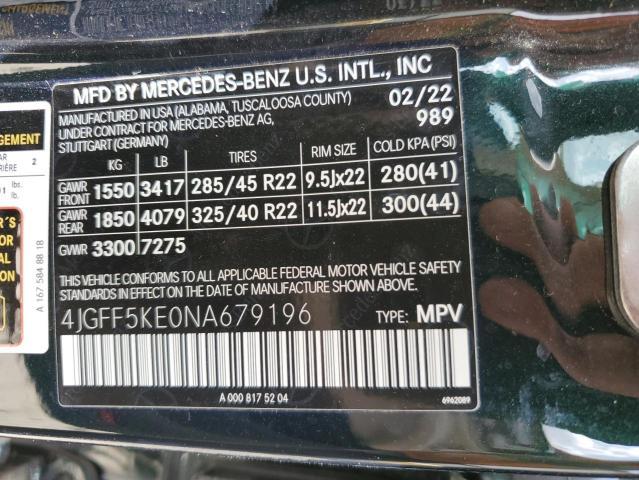 MFD BY MERCEDES-BENZ U.S. INTL., INC
MANUFACTURED IN USA (ALABAMA, TUSCALOOSA COUNTY) 02/22
UNDER CONTRACT FOR MERCEDES-BENZ AG, 989
STUTTGART (GERMANY)
KG LB TIRES RIM SIZE COLD KPA(PSI)
GAWR FRONT 1550 3417 285/45 R22 9.5Jx22 280(41)
GAWR REAR 1850 4079 325/40 R22 11.5Jx22 300(44)
GWR 3300 7275
THIS VEHICLE CONFORMS TO ALL APPLICABLE FEDERAL MOTOR VEHICLE SAFETY
STANDARDS IN EFFECT ON THE DATE OF MANUFACTURE SHOWN ABOVE.
4JGFF5KE0NA679196 TYPE: MPV
A 000 817 52 04 6962089
A 167 584 88 18